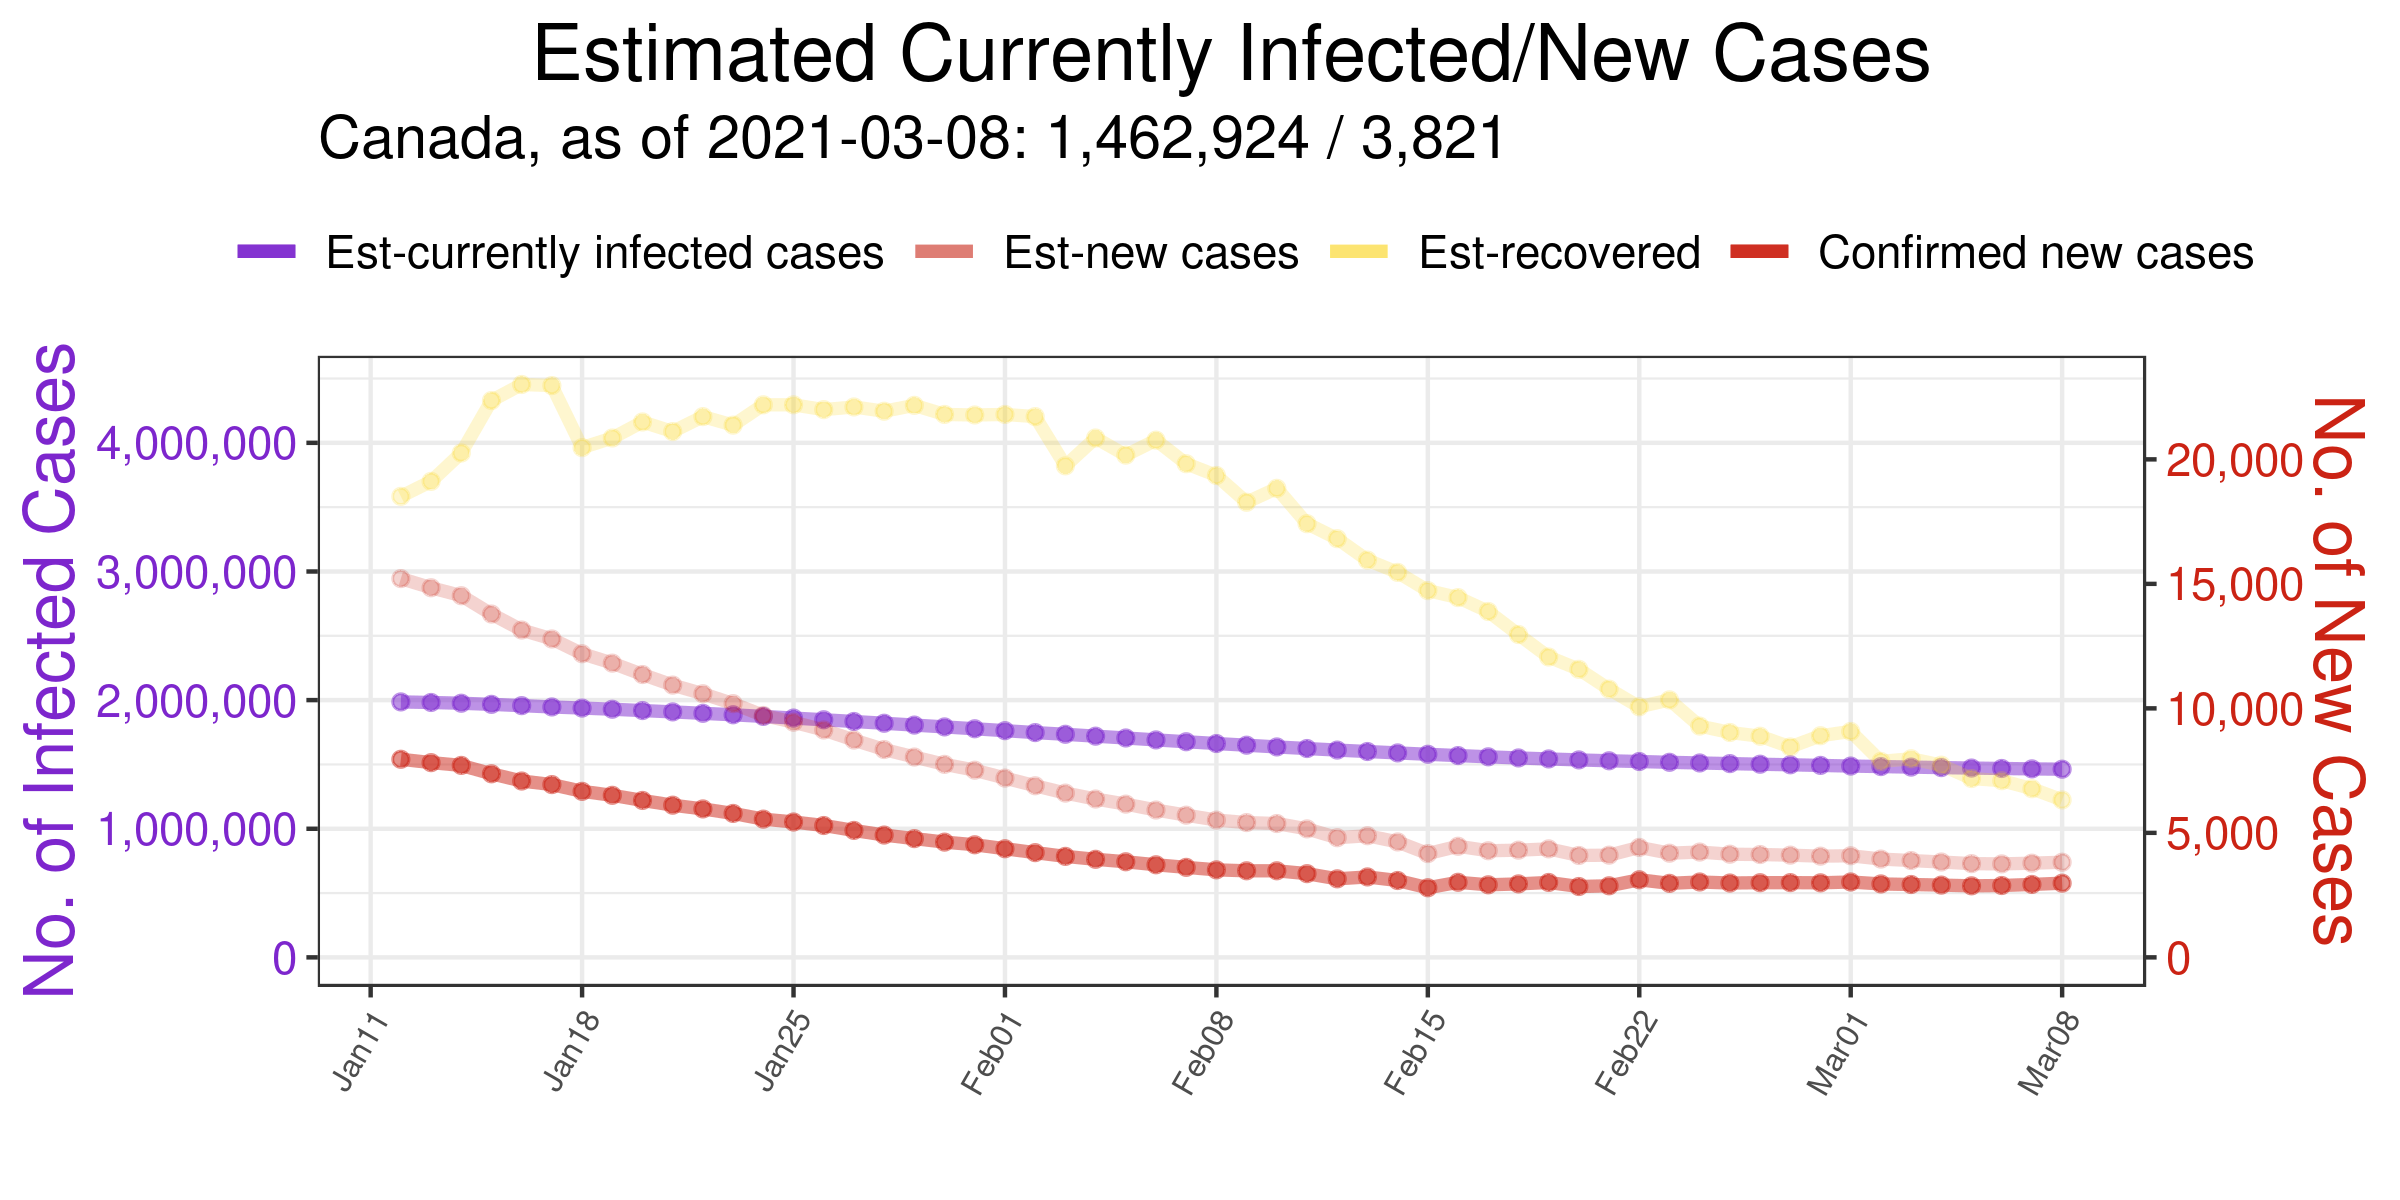 Estimated Currently Infected/New Cases
Canada, as of 2021-03-08: 1,462,924 / 3,821
Est-currently infected cases Est-new cases Est-recovered Confirmed new cases
No. of Infected Cases
4,000,000
3,000,000
2,000,000
1,000,000
0
20,000
15,000
10,000
5,000
0
No. of New Cases
Jan11 Jan18 Jan25 Feb01 Feb08 Feb15 Feb22 Mar01 Mar08